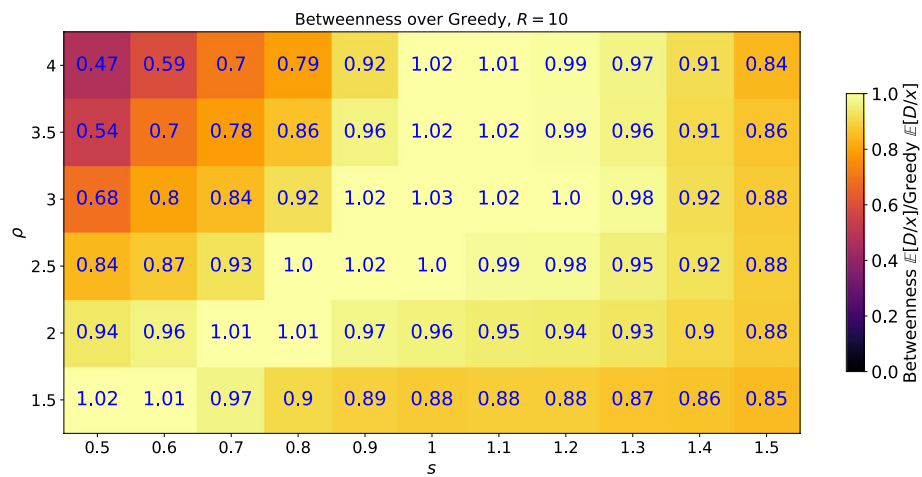 Betweenness over Greedy, R = 10
4 0.47 0.59 0.7 0.79 0.92 1.02 1.01 0.99 0.97 0.91 0.84
3.5 0.54 0.7 0.78 0.86 0.96 1.02 1.02 0.99 0.96 0.91 0.86
3 0.68 0.8 0.84 0.92 1.02 1.03 1.02 1.0 0.98 0.92 0.88
2.5 0.84 0.87 0.93 1.0 1.02 1.0 0.99 0.98 0.95 0.92 0.88
2 0.94 0.96 1.01 1.01 0.97 0.96 0.95 0.94 0.93 0.9 0.88
1.5 1.02 1.01 0.97 0.9 0.89 0.88 0.88 0.88 0.87 0.86 0.85
0.5 0.6 0.7 0.8 0.9 1 1.1 1.2 1.3 1.4 1.5
s
ρ
1.0
0.8
0.6
0.4
0.2
0.0
Betweenness 𝔼[D/x]/Greedy 𝔼[D/x]